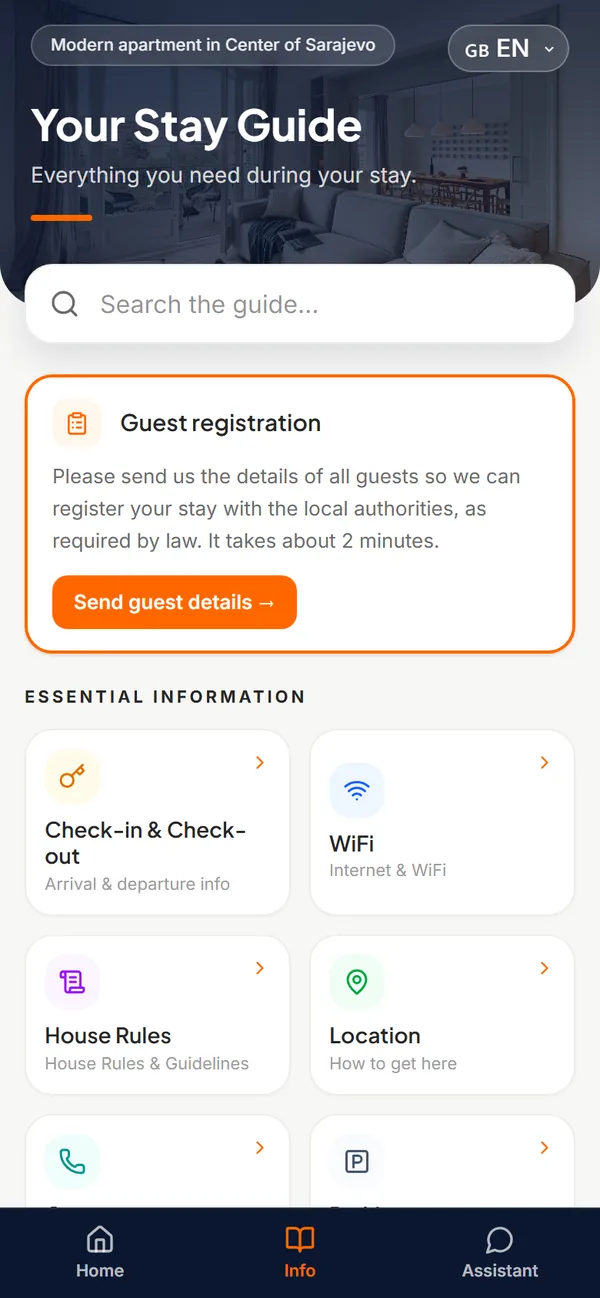 Modern apartment in Center of Sarajevo
GB EN
Your Stay Guide
Everything you need during your stay.
Search the guide...
Guest registration
Please send us the details of all guests so we can
register your stay with the local authorities, as
required by law. It takes about 2 minutes.
Send guest details →
ESSENTIAL INFORMATION
Check-in & Check-
out
Arrival & departure info
WiFi
Internet & WiFi
House Rules
House Rules & Guidelines
Location
How to get here
P
Home
Info
Assistant